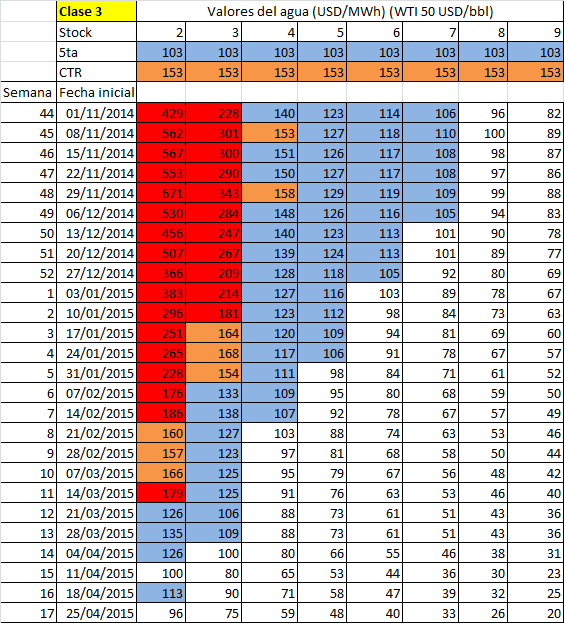 Clase 3 Valores del agua (USD/MWh) (WTI 50 USD/bbl)
Stock 2 3 4 5 6 7 8 9
5ta 103 103 103 103 103 103 103 103
CTR 153 153 153 153 153 153 153 153
Semana Fecha inicial
44 01/11/2014 429 228 140 123 114 106 96 82
45 08/11/2014 562 301 153 127 118 110 100 89
46 15/11/2014 567 300 151 126 117 108 98 87
47 22/11/2014 553 290 150 127 117 108 97 86
48 29/11/2014 671 343 158 129 119 109 99 88
49 06/12/2014 530 284 148 126 116 105 94 83
50 13/12/2014 456 247 140 123 113 101 90 78
51 20/12/2014 507 267 139 124 113 101 89 77
52 27/12/2014 366 209 128 118 105 92 80 69
1 03/01/2015 383 214 127 116 103 89 78 67
2 10/01/2015 296 181 123 112 98 84 73 63
3 17/01/2015 251 164 120 109 94 81 69 60
4 24/01/2015 265 168 117 106 91 78 67 57
5 31/01/2015 228 154 111 98 84 71 61 52
6 07/02/2015 176 133 109 95 80 68 59 50
7 14/02/2015 186 138 107 92 78 67 57 49
8 21/02/2015 160 127 103 88 74 63 53 46
9 28/02/2015 157 123 97 81 68 58 50 44
10 07/03/2015 166 125 95 79 67 56 48 42
11 14/03/2015 179 125 91 76 63 53 46 40
12 21/03/2015 126 106 88 73 61 51 43 36
13 28/03/2015 135 109 88 73 61 51 43 36
14 04/04/2015 126 100 80 66 55 46 38 31
15 11/04/2015 100 80 65 53 44 36 30 23
16 18/04/2015 113 90 71 58 47 39 32 25
17 25/04/2015 96 75 59 48 40 33 26 20